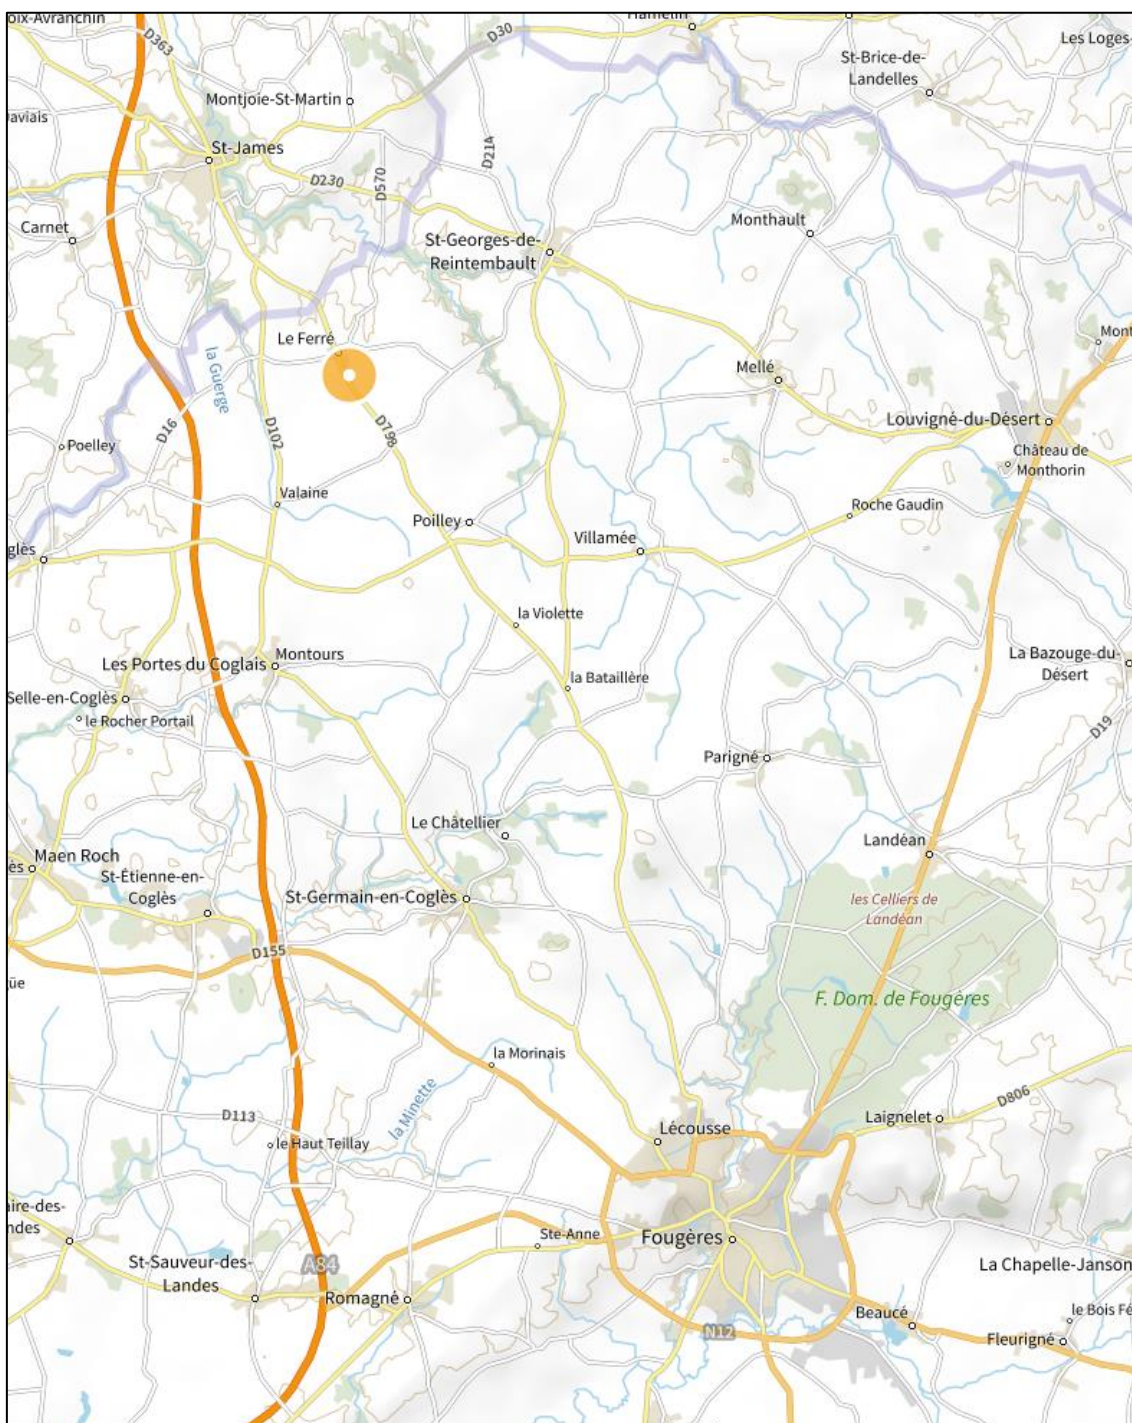 oix-Avranchin
D363
D30
Hamelin
Les Loges-
St-Brice-de-
Landelles
Montjoie-St-Martin
aviais
St-James
D21A
D230
D570
Carnet
Monthault
St-Georges-de-
Reintembault
Le Ferré
Mont
la Guerge
Mellé
D798
Louvigné-du-Désert
D16
D102
Poelley
Château de
Monthorin
Valaine
Roche Gaudin
Poilley
Villamée
glès
la Violette
Montours
Les Portes du Coglais
La Bazouge-du-
Désert
la Bataillère
Selle-en-Coglès
le Rocher Portail
D19
Parigné
Le Châtellier
Landéan
Maen Roch
ès
St-Étienne-en-
Coglès
St-Germain-en-Coglès
les Celliers de
Landéan
D155
üe
F. Dom. de Fougères
la Morinais
D806
la Minette
D113
Laignelet
Lécousse
le Haut Teillay
aire-des-
ndes
Ste-Anne
Fougères
St-Sauveur-des-
Landes
A84
La Chapelle-Janson
Romagné
le Bois Fé
Beaucé
N12
Fleurigné